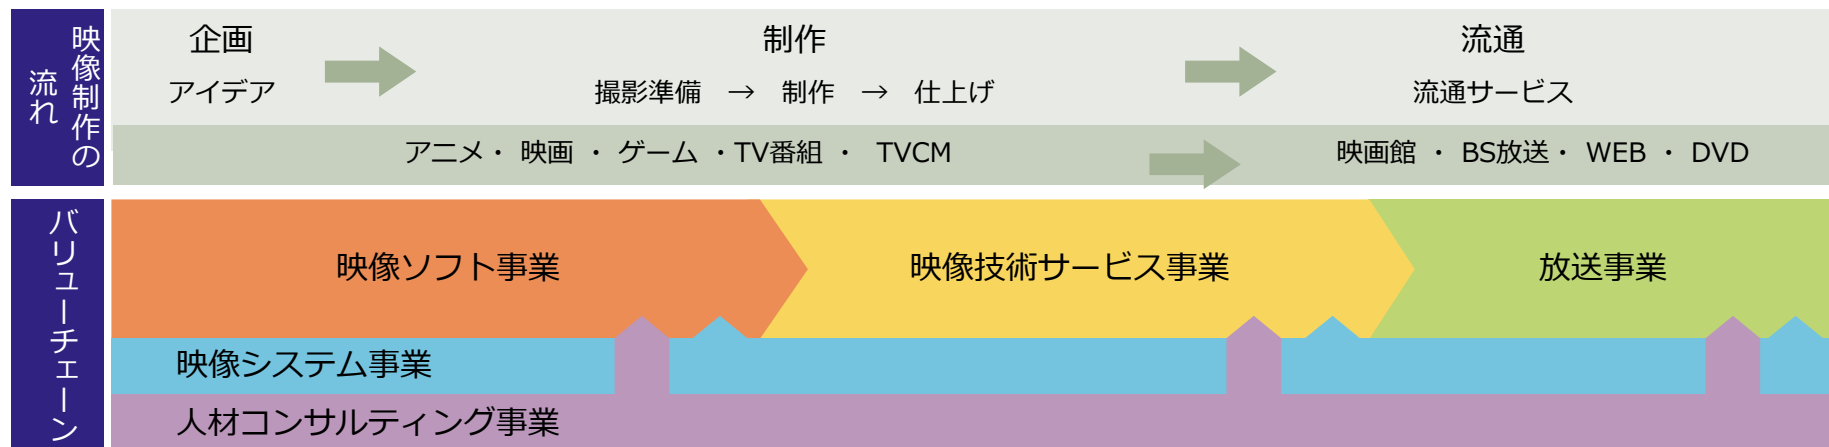 映像制作の
流れ
企画
制作
流通
アイデア
撮影準備 → 制作 → 仕上げ
流通サービス
アニメ・ 映画 ・ ゲーム ・TV番組 ・ TVCM
映画館 ・ BS放送・ WEB ・ DVD
バリューチェーン
映像ソフト事業
映像技術サービス事業
放送事業
映像システム事業
人材コンサルティング事業